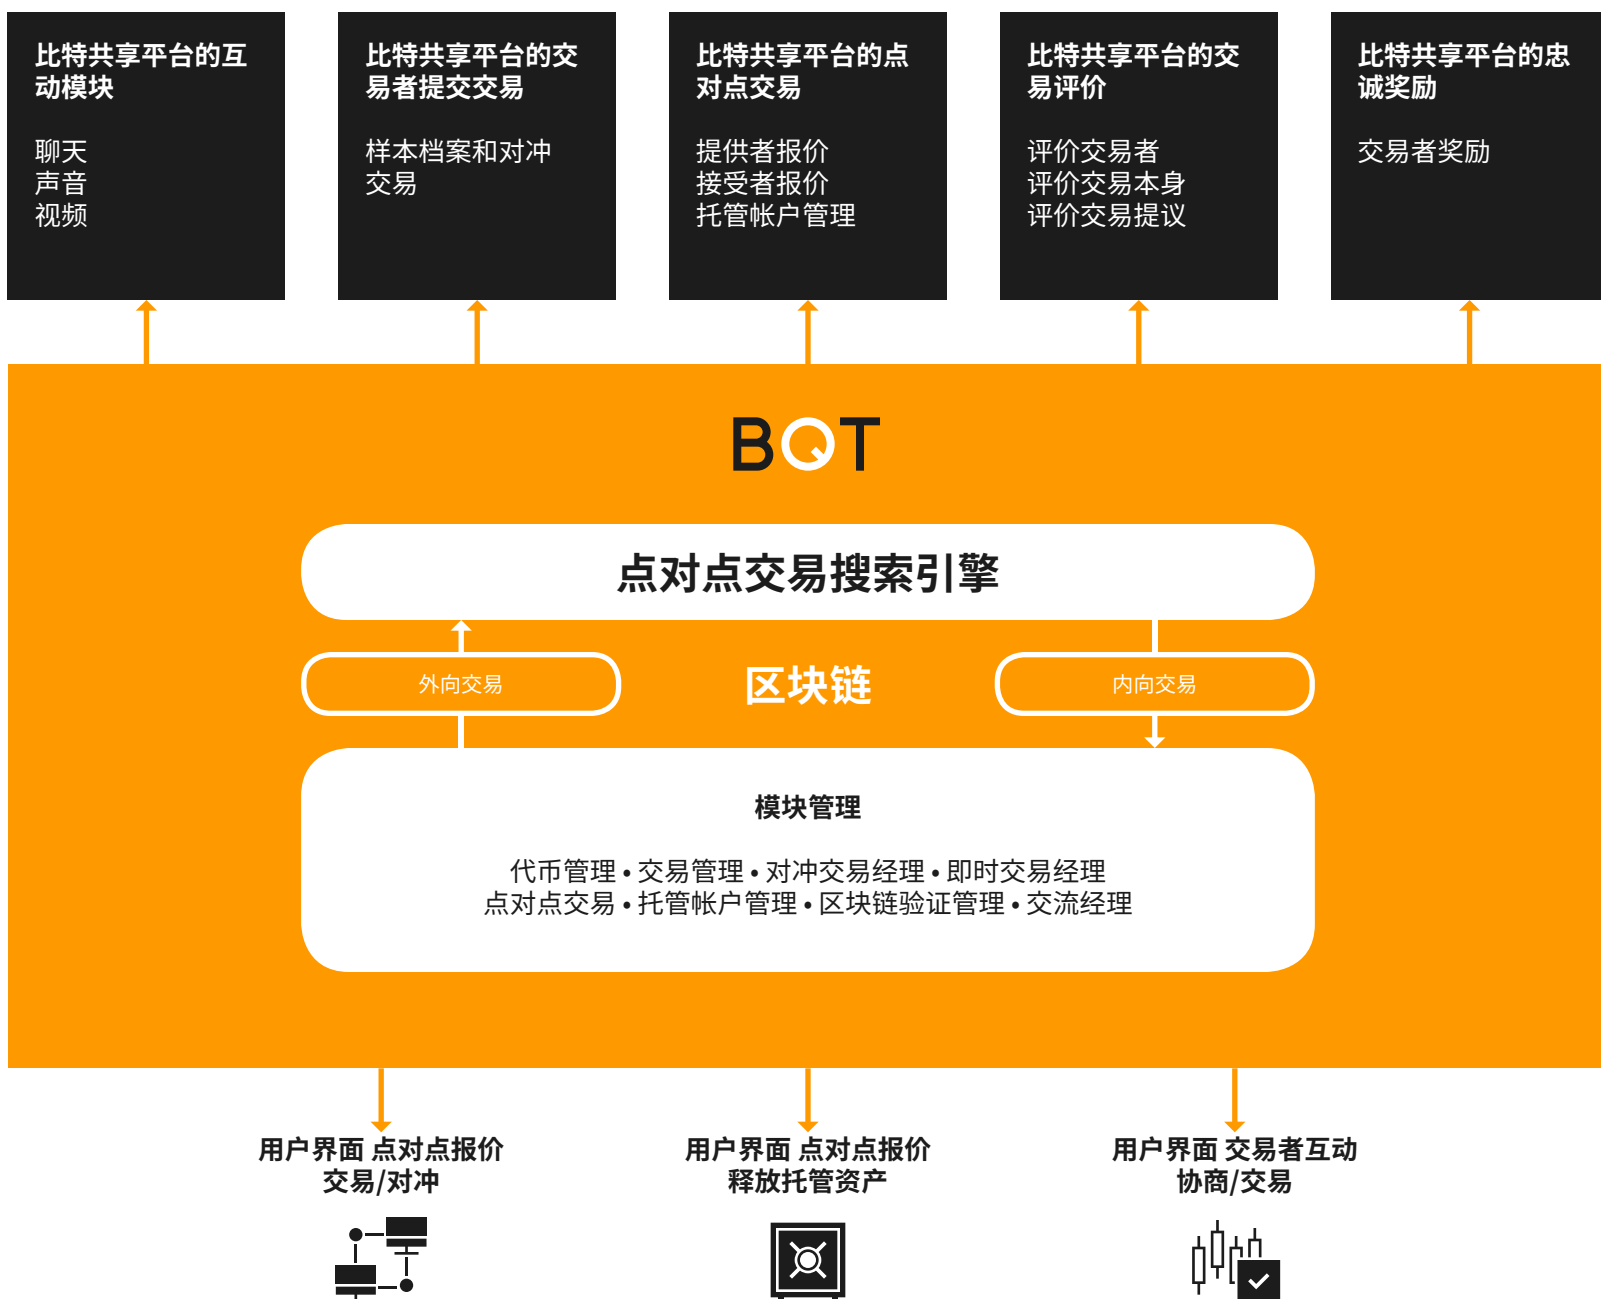 比特共享平台的互
动模块
聊天
声音
视频
比特共享平台的交
易者提交交易
样本档案和对冲
交易
比特共享平台的点
对点交易
提供者报价
接受者报价
托管帐户管理
比特共享平台的交
易评价
评价交易者
评价交易本身
评价交易提议
比特共享平台的忠
诚奖励
交易者奖励
BQT
点对点交易搜索引擎
外向交易
区块链
内向交易
模块管理
代币管理 • 交易管理 • 对冲交易经理 • 即时交易经理
点对点交易 • 托管帐户管理 • 区块链验证管理 • 交流经理
用户界面 点对点报价
交易/对冲
用户界面 点对点报价
释放托管资产
用户界面 交易者互动
协商/交易